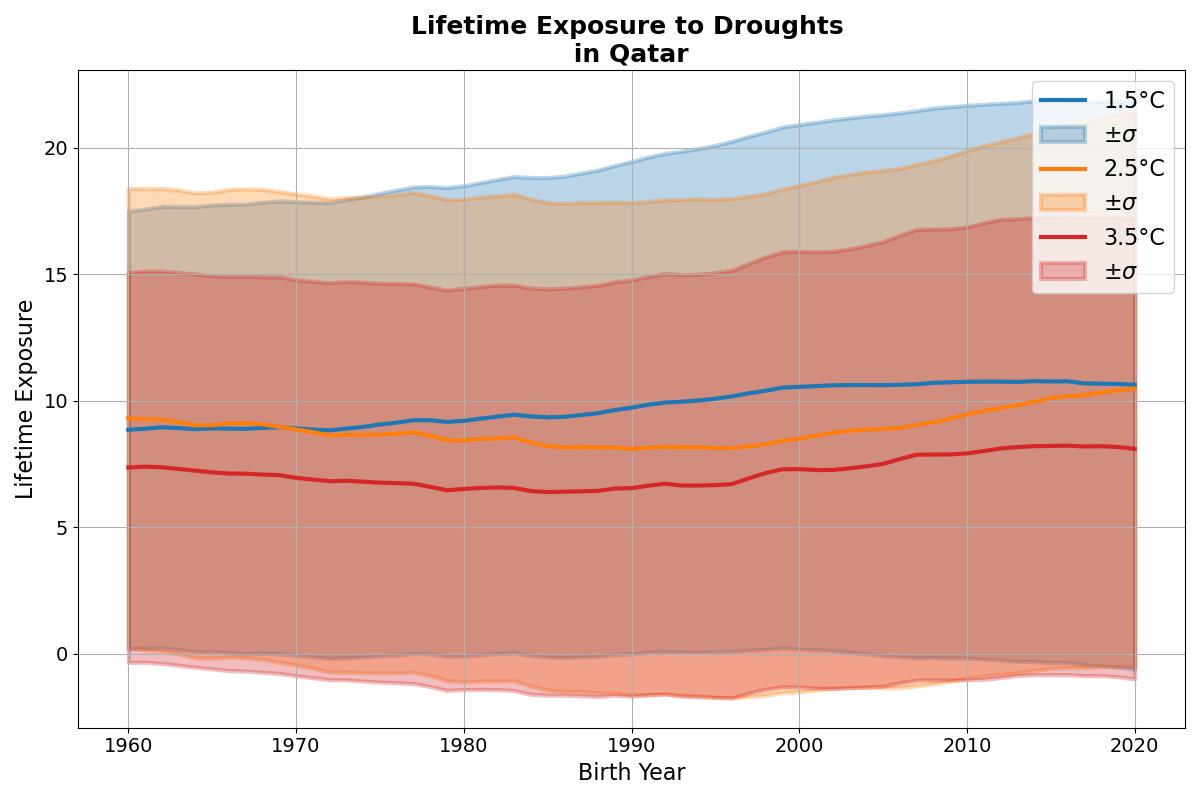 Lifetime Exposure to Droughts
in Qatar
Lifetime Exposure
20
15
10
5
0
1.5°C
±σ
2.5°C
±σ
3.5°C
±σ
1960 1970 1980 1990 2000 2010 2020
Birth Year